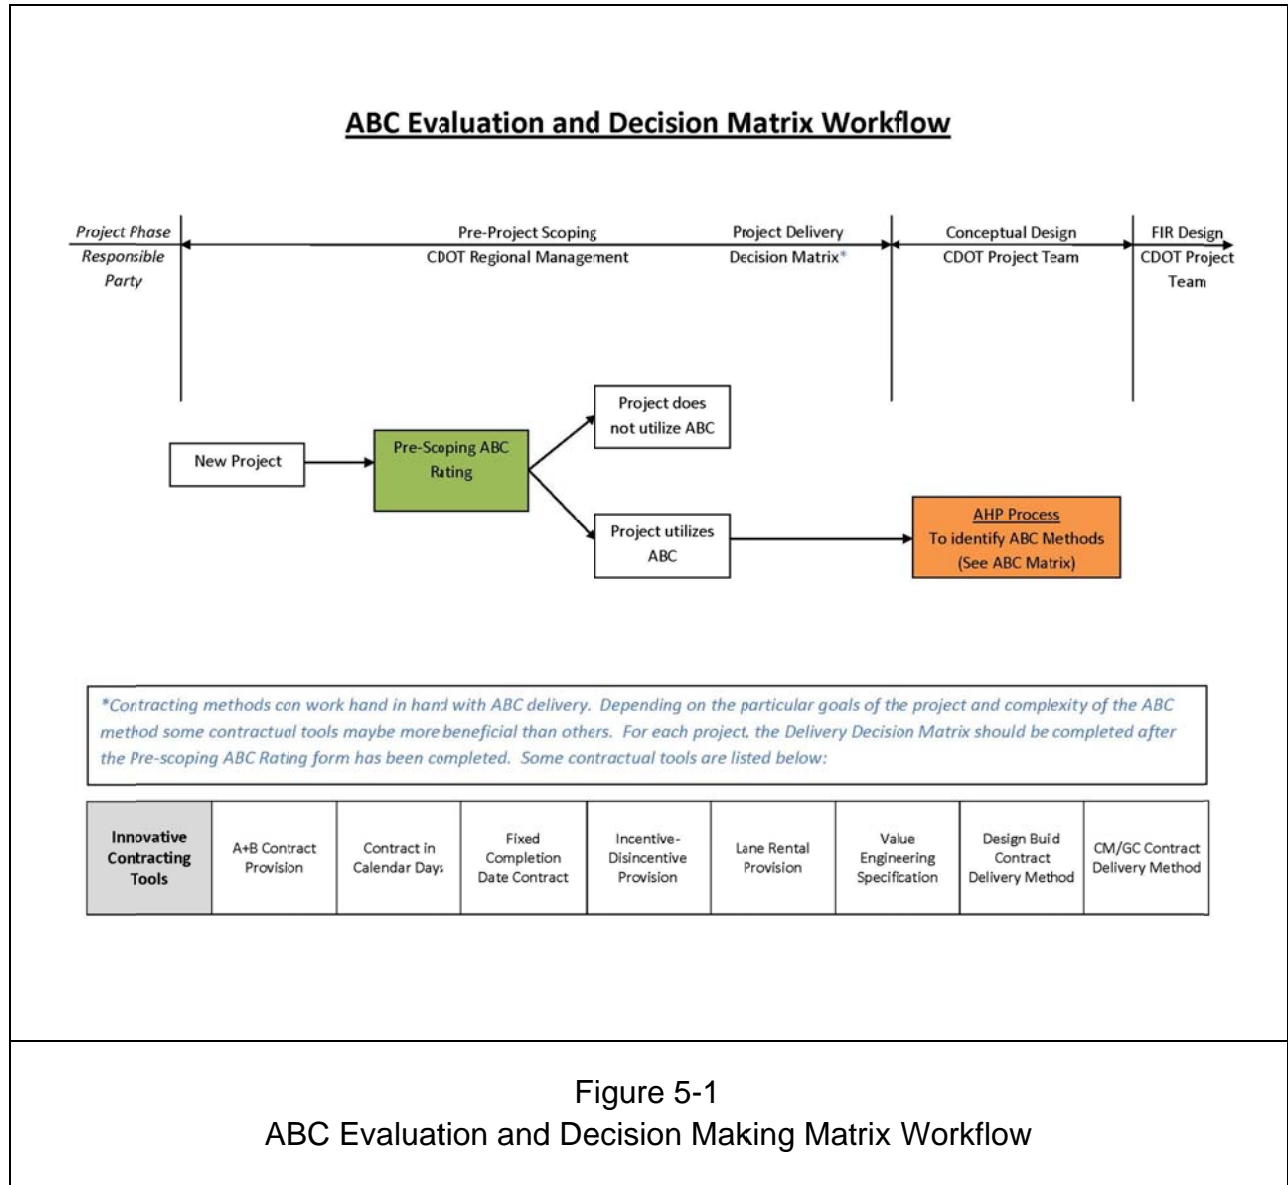 ABC Evaluation and Decision Matrix Workflow
Project Phase
Responsible
Party
Pre-Project Scoping
CDOT Regional Management
Project Delivery
Decision Matrix*
Conceptual Design
CDOT Project Team
FIR Design
CDOT Project
Team
New Project
Pre-Scoping ABC
Rating
Project does
not utilize ABC
Project utilizes
ABC
AHP Process
To identify ABC Methods
(See ABC Matrix)
*Contracting methods can work hand in hand with ABC delivery. Depending on the particular goals of the project and complexity of the ABC
method some contractual tools maybe more beneficial than others. For each project, the Delivery Decision Matrix should be completed after
the Pre-scoping ABC Rating form has been completed. Some contractual tools are listed below:
Innovative
Contracting
Tools
A+B Contract
Provision
Contract in
Calendar Days
Fixed
Completion
Date Contract
Incentive-
Disincentive
Provision
Lane Rental
Provision
Value
Engineering
Specification
Design Buid
Contract
Delivery Method
CM/GC Contract
Delivery Method
Figure 5-1
ABC Evaluation and Decision Making Matrix Workflow